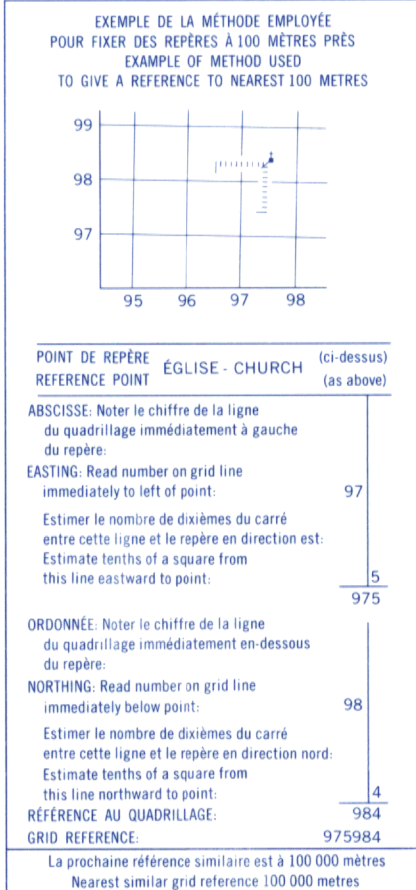 EXEMPLE DE LA MÉTHODE EMPLOYÉE
POUR FIXER DES REPÈRES À 100 MÈTRES PRÈS
EXAMPLE OF METHOD USED
TO GIVE A REFERENCE TO NEAREST 100 METRES
99
98
97
95 96 97 98
POINT DE REPÈRE
REFERENCE POINT
ÉGLISE - CHURCH
(ci-dessus)
(as above)
ABSCISSE: Noter le chiffre de la ligne
du quadrillage immédiatement à gauche
du repère:
EASTING: Read number on grid line
immediately to left of point: 97
Estimer le nombre de dixièmes du carré
entre cette ligne et le repère en direction est:
Estimate tenths of a square from
this line eastward to point: 5
975
ORDONNÉE: Noter le chiffre de la ligne
du quadrillage immédiatement en-dessous
du repère:
NORTHING: Read number on grid line
immediately below point: 98
Estimer le nombre de dixièmes du carré
entre cette ligne et le repère en direction nord:
Estimate tenths of a square from
this line northward to point: 4
RÉFÉRENCE AU QUADRILLAGE: 984
GRID REFERENCE: 975984
La prochaine référence similaire est à 100 000 mètres
Nearest similar grid reference 100 000 metres